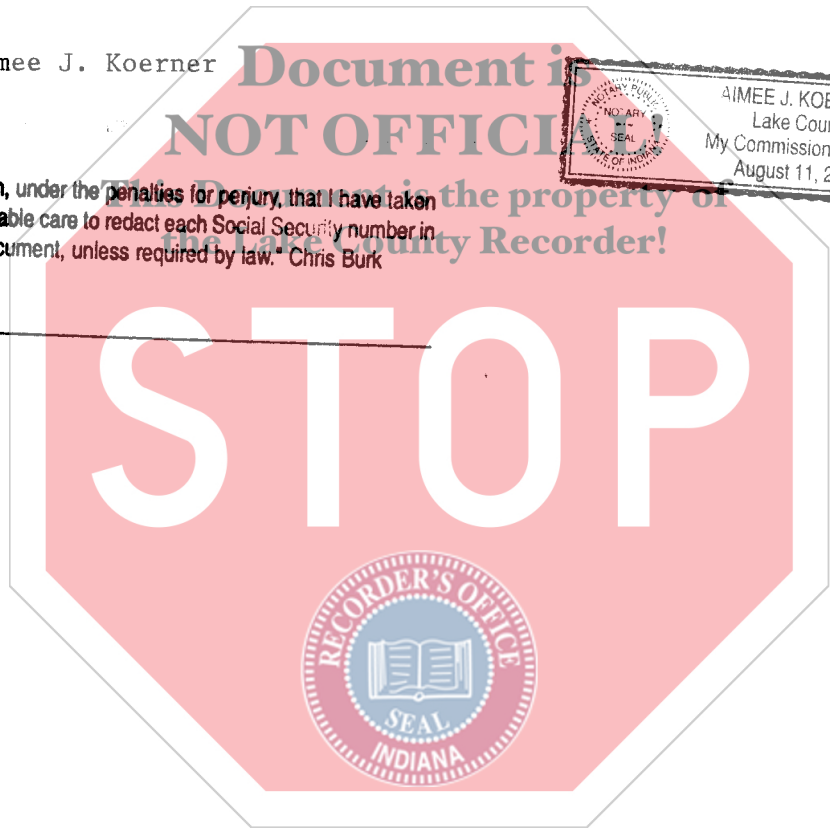 mee J. Koerner
Document is
NOT OFFICIAL!
This Document is the property of
the Lake County Recorder!
AIMEE J. KOE
Lake Cour
My Commission
August 11, 2
NOTARY PUBLIC
NOTARY
SEAL
STATE OF INDIANA
n, under the penalties for perjury, that I have taken
able care to redact each Social Security number in
cument, unless required by law." Chris Burk
STOP
RECORDER'S OFFICE
SEAL
INDIANA